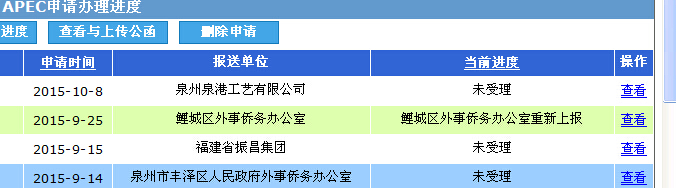 APEC申请办理进度
进度 查看与上传公函 删除申请
申请时间 报送单位 当前进度 操作
2015-10-8 泉州泉港工艺有限公司 未受理 查看
2015-9-25 鲤城区外事侨务办公室 鲤城区外事侨务办公室重新上报 查看
2015-9-15 福建省振昌集团 未受理 查看
2015-9-14 泉州市丰泽区人民政府外事侨务办公室 未受理 查看